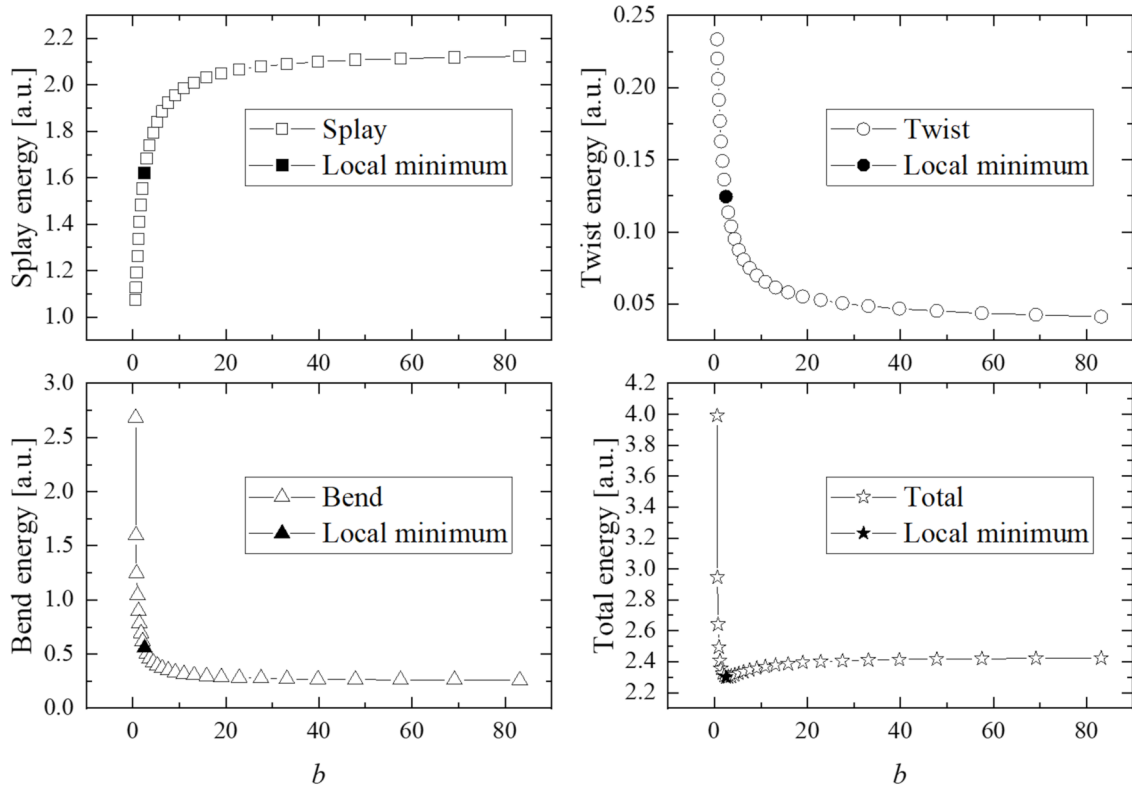 Splay energy [a.u.]
2.2
2.0
1.8
1.6
1.4
1.2
1.0
Splay
Local minimum
0 20 40 60 80
Twist energy [a.u.]
0.25
0.20
0.15
0.10
0.05
Twist
Local minimum
0 20 40 60 80
Bend energy [a.u.]
3.0
2.5
2.0
1.5
1.0
0.5
0.0
Bend
Local minimum
0 20 40 60 80
b
Total energy [a.u.]
4.2
4.0
3.8
3.6
3.4
3.2
3.0
2.8
2.6
2.4
2.2
Total
Local minimum
0 20 40 60 80
b